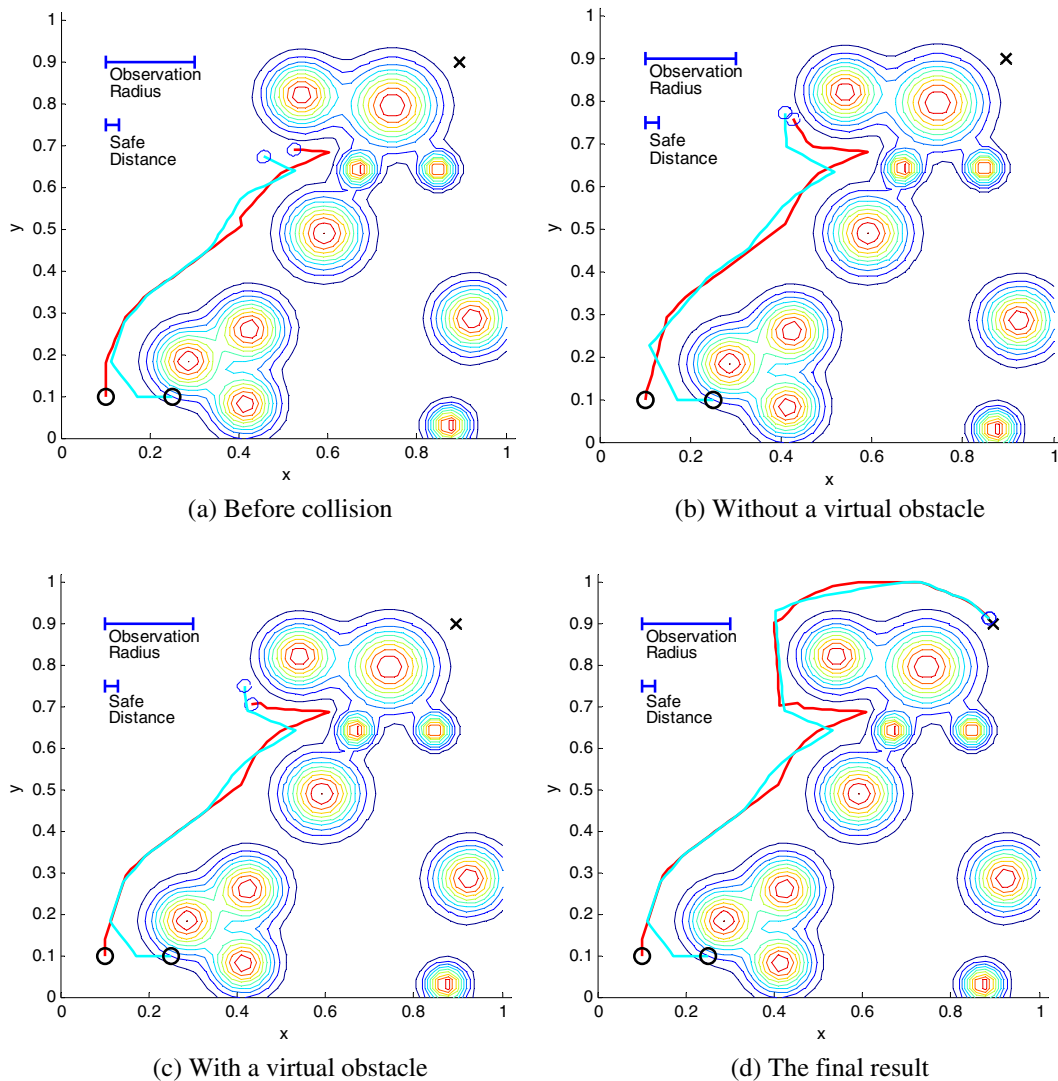 1
0.9
0.8
0.7
0.6
0.5
0.4
0.3
0.2
0.1
0
y
Observation
Radius
Safe
Distance
0
0.2
0.4
0.6
0.8
1
x
(a) Before collision
1
0.9
0.8
0.7
0.6
0.5
0.4
0.3
0.2
0.1
0
y
Observation
Radius
Safe
Distance
0
0.2
0.4
0.6
0.8
1
x
(b) Without a virtual obstacle
1
0.9
0.8
0.7
0.6
0.5
0.4
0.3
0.2
0.1
0
y
Observation
Radius
Safe
Distance
0
0.2
0.4
0.6
0.8
1
x
(c) With a virtual obstacle
1
0.9
0.8
0.7
0.6
0.5
0.4
0.3
0.2
0.1
0
y
Observation
Radius
Safe
Distance
0
0.2
0.4
0.6
0.8
1
x
(d) The final result